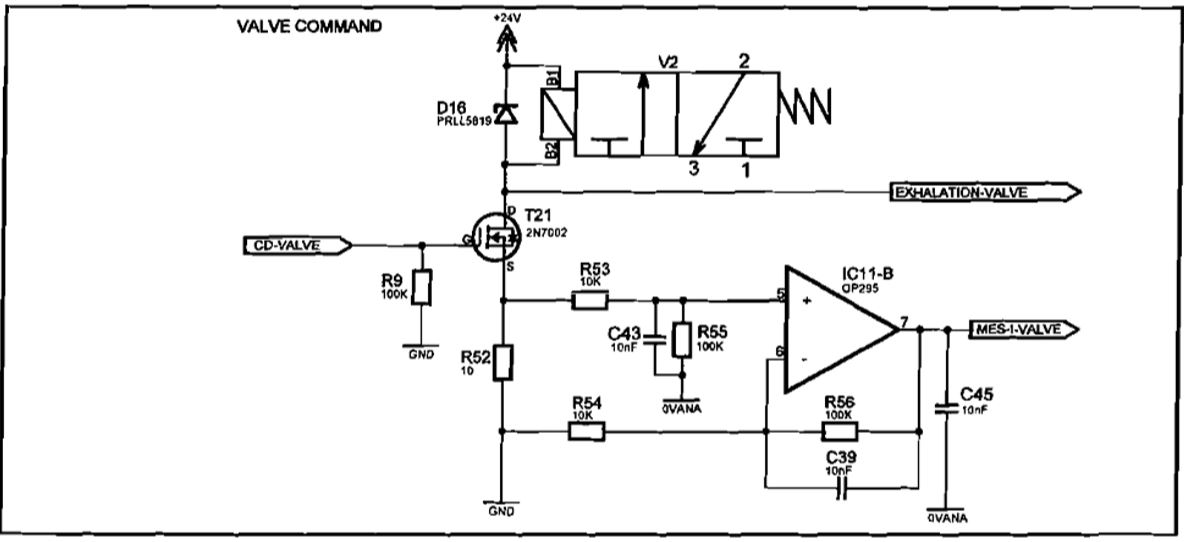 VALVE COMMAND
+24V
V2
2
B1
D16
PRLL5819
B2
3
1
EXHALATION-VALVE
D
T21
2N7002
CD-VALVE
G
S
R9
100K
R53
10K
IC11-B
OP295
5
+
7
MES-I-VALVE
C43
10nF
R55
100K
GND
R52
10
6
-
0VANA
R54
10K
R56
100K
C45
10nF
C39
10nF
GND
0VANA